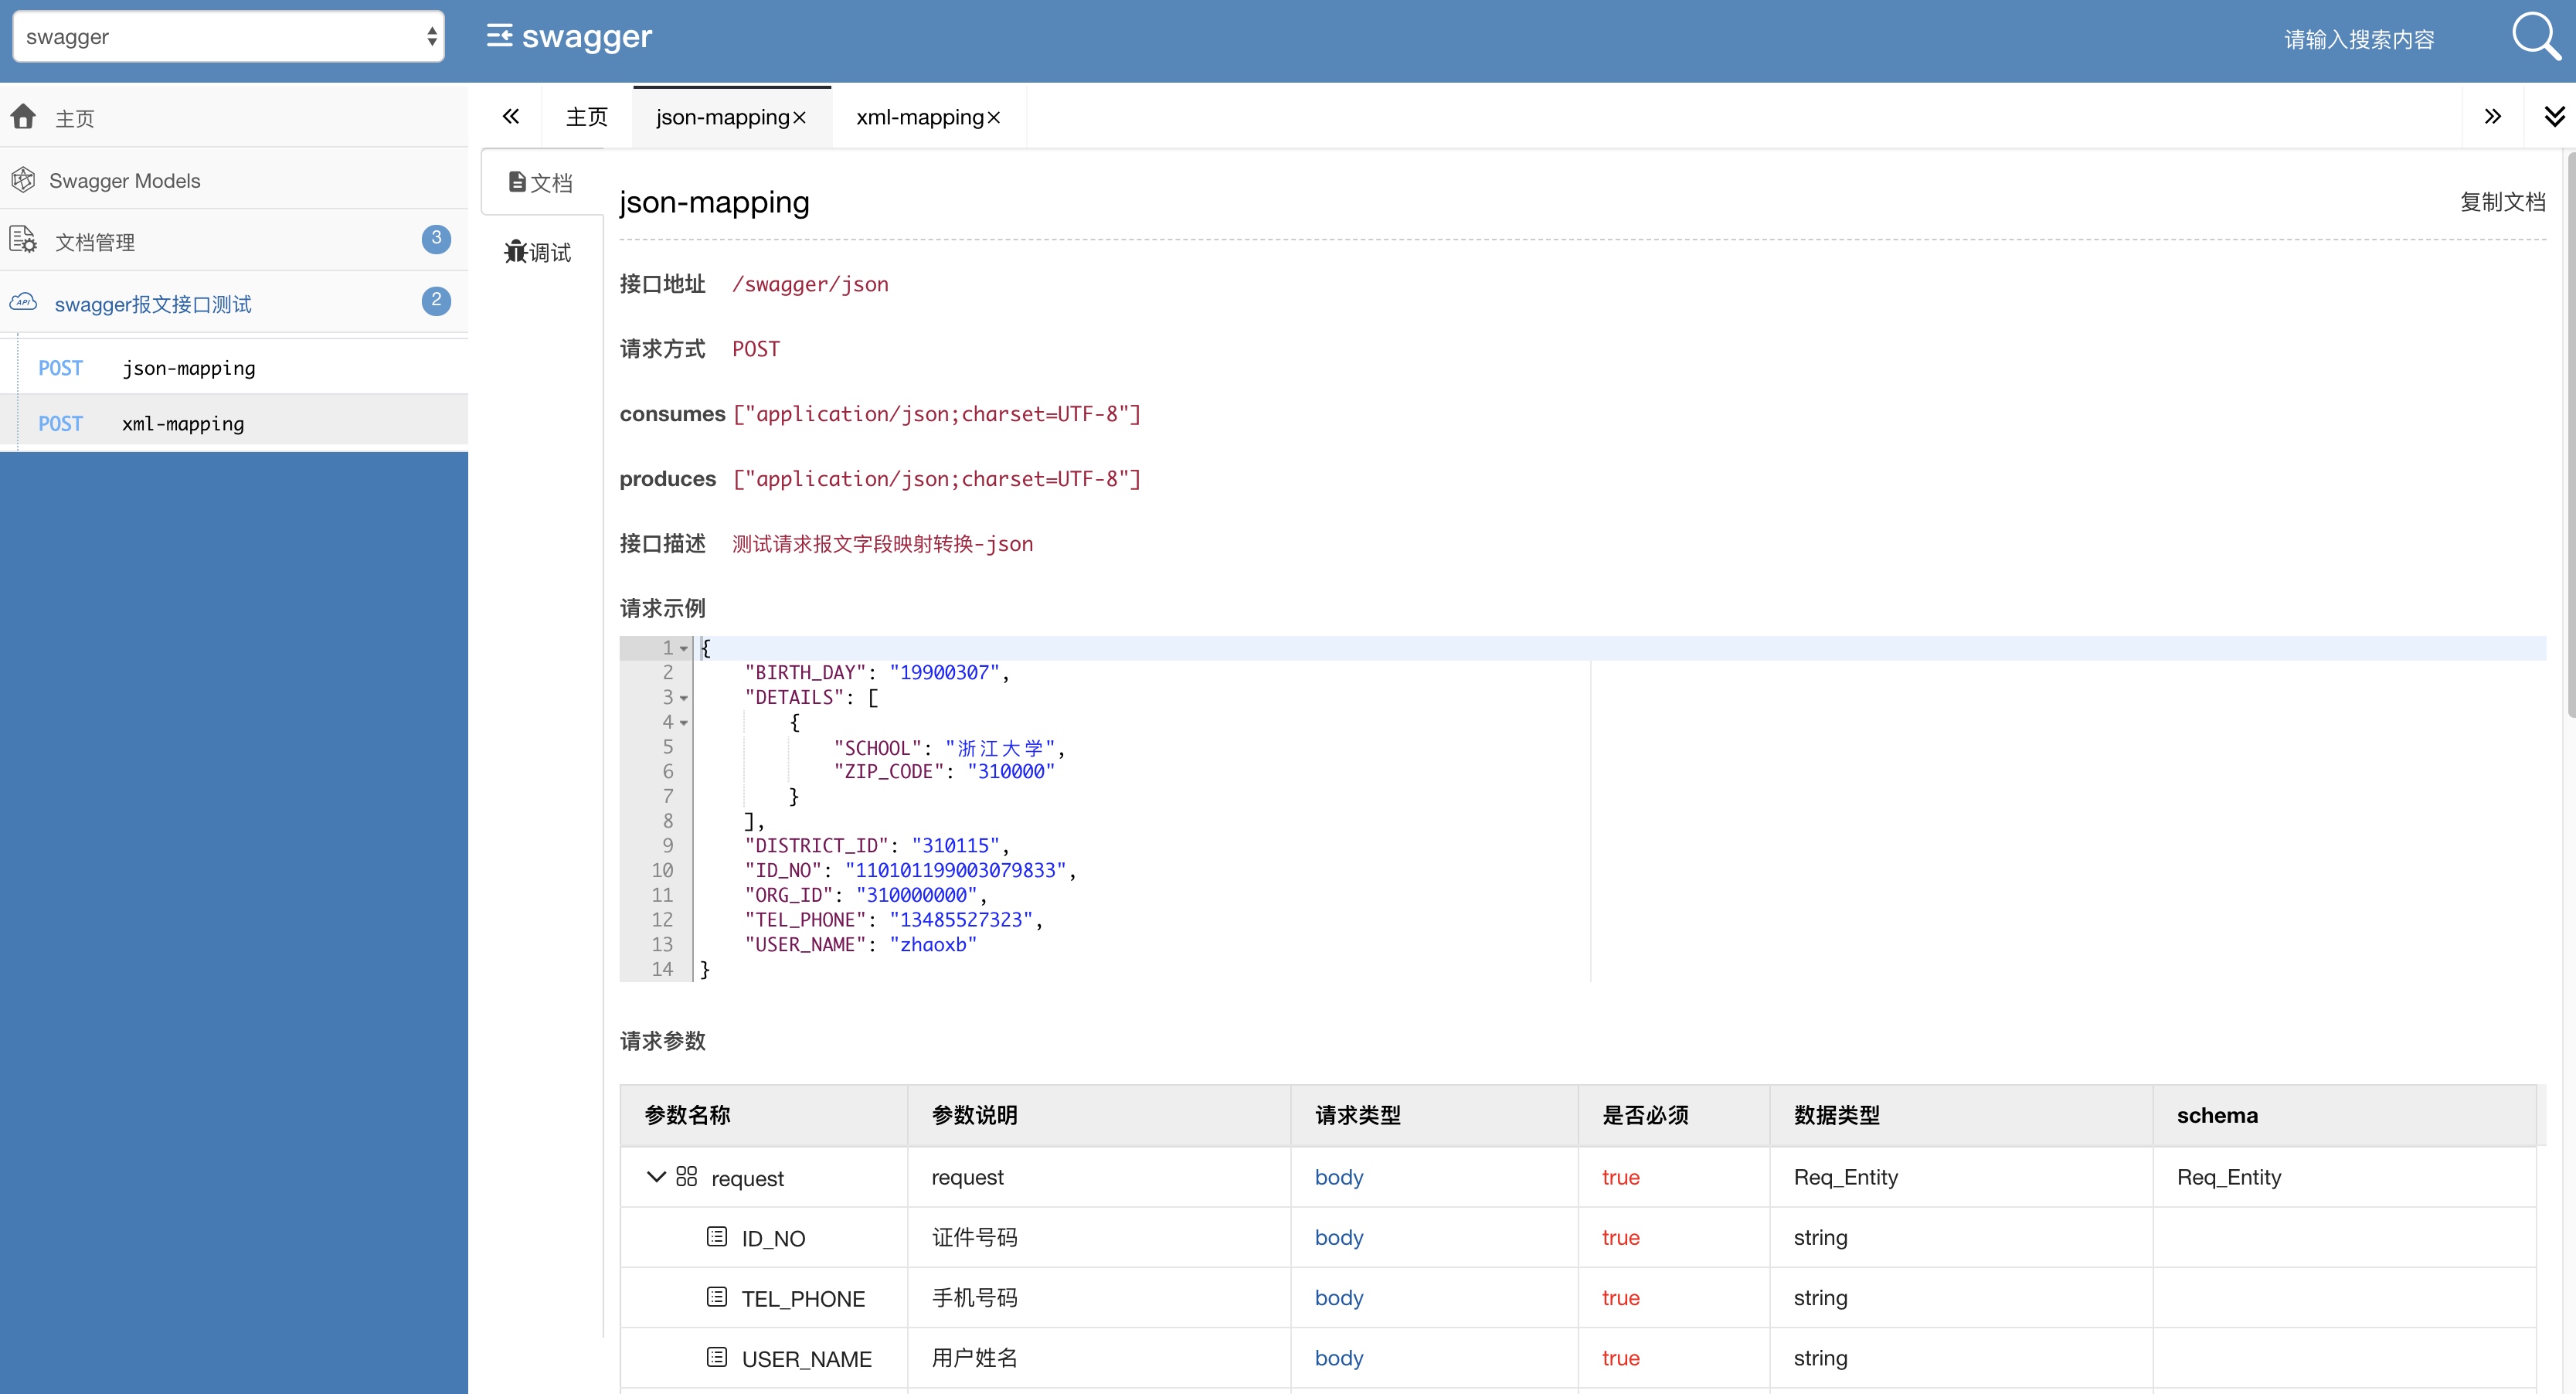 swagger
swagger
请输入搜索内容
主页
Swagger Models
文档管理 3
swagger报文接口测试 2
POST json-mapping
POST xml-mapping
主页 json-mapping× xml-mapping×
文档
调试
json-mapping
复制文档
接口地址 /swagger/json
请求方式 POST
consumes ["application/json;charset=UTF-8"]
produces ["application/json;charset=UTF-8"]
接口描述 测试请求报文字段映射转换-json
请求示例
1 {
2 "BIRTH_DAY": "19900307",
3 "DETAILS": [
4 {
5 "SCHOOL": "浙江大学",
6 "ZIP_CODE": "310000"
7 }
8 ],
9 "DISTRICT_ID": "310115",
10 "ID_NO": "110101199003079833",
11 "ORG_ID": "310000000",
12 "TEL_PHONE": "13485527323",
13 "USER_NAME": "zhaoxb"
14 }
请求参数
参数名称 参数说明 请求类型 是否必须 数据类型 schema
request request body true Req_Entity Req_Entity
ID_NO 证件号码 body true string
TEL_PHONE 手机号码 body true string
USER_NAME 用户姓名 body true string